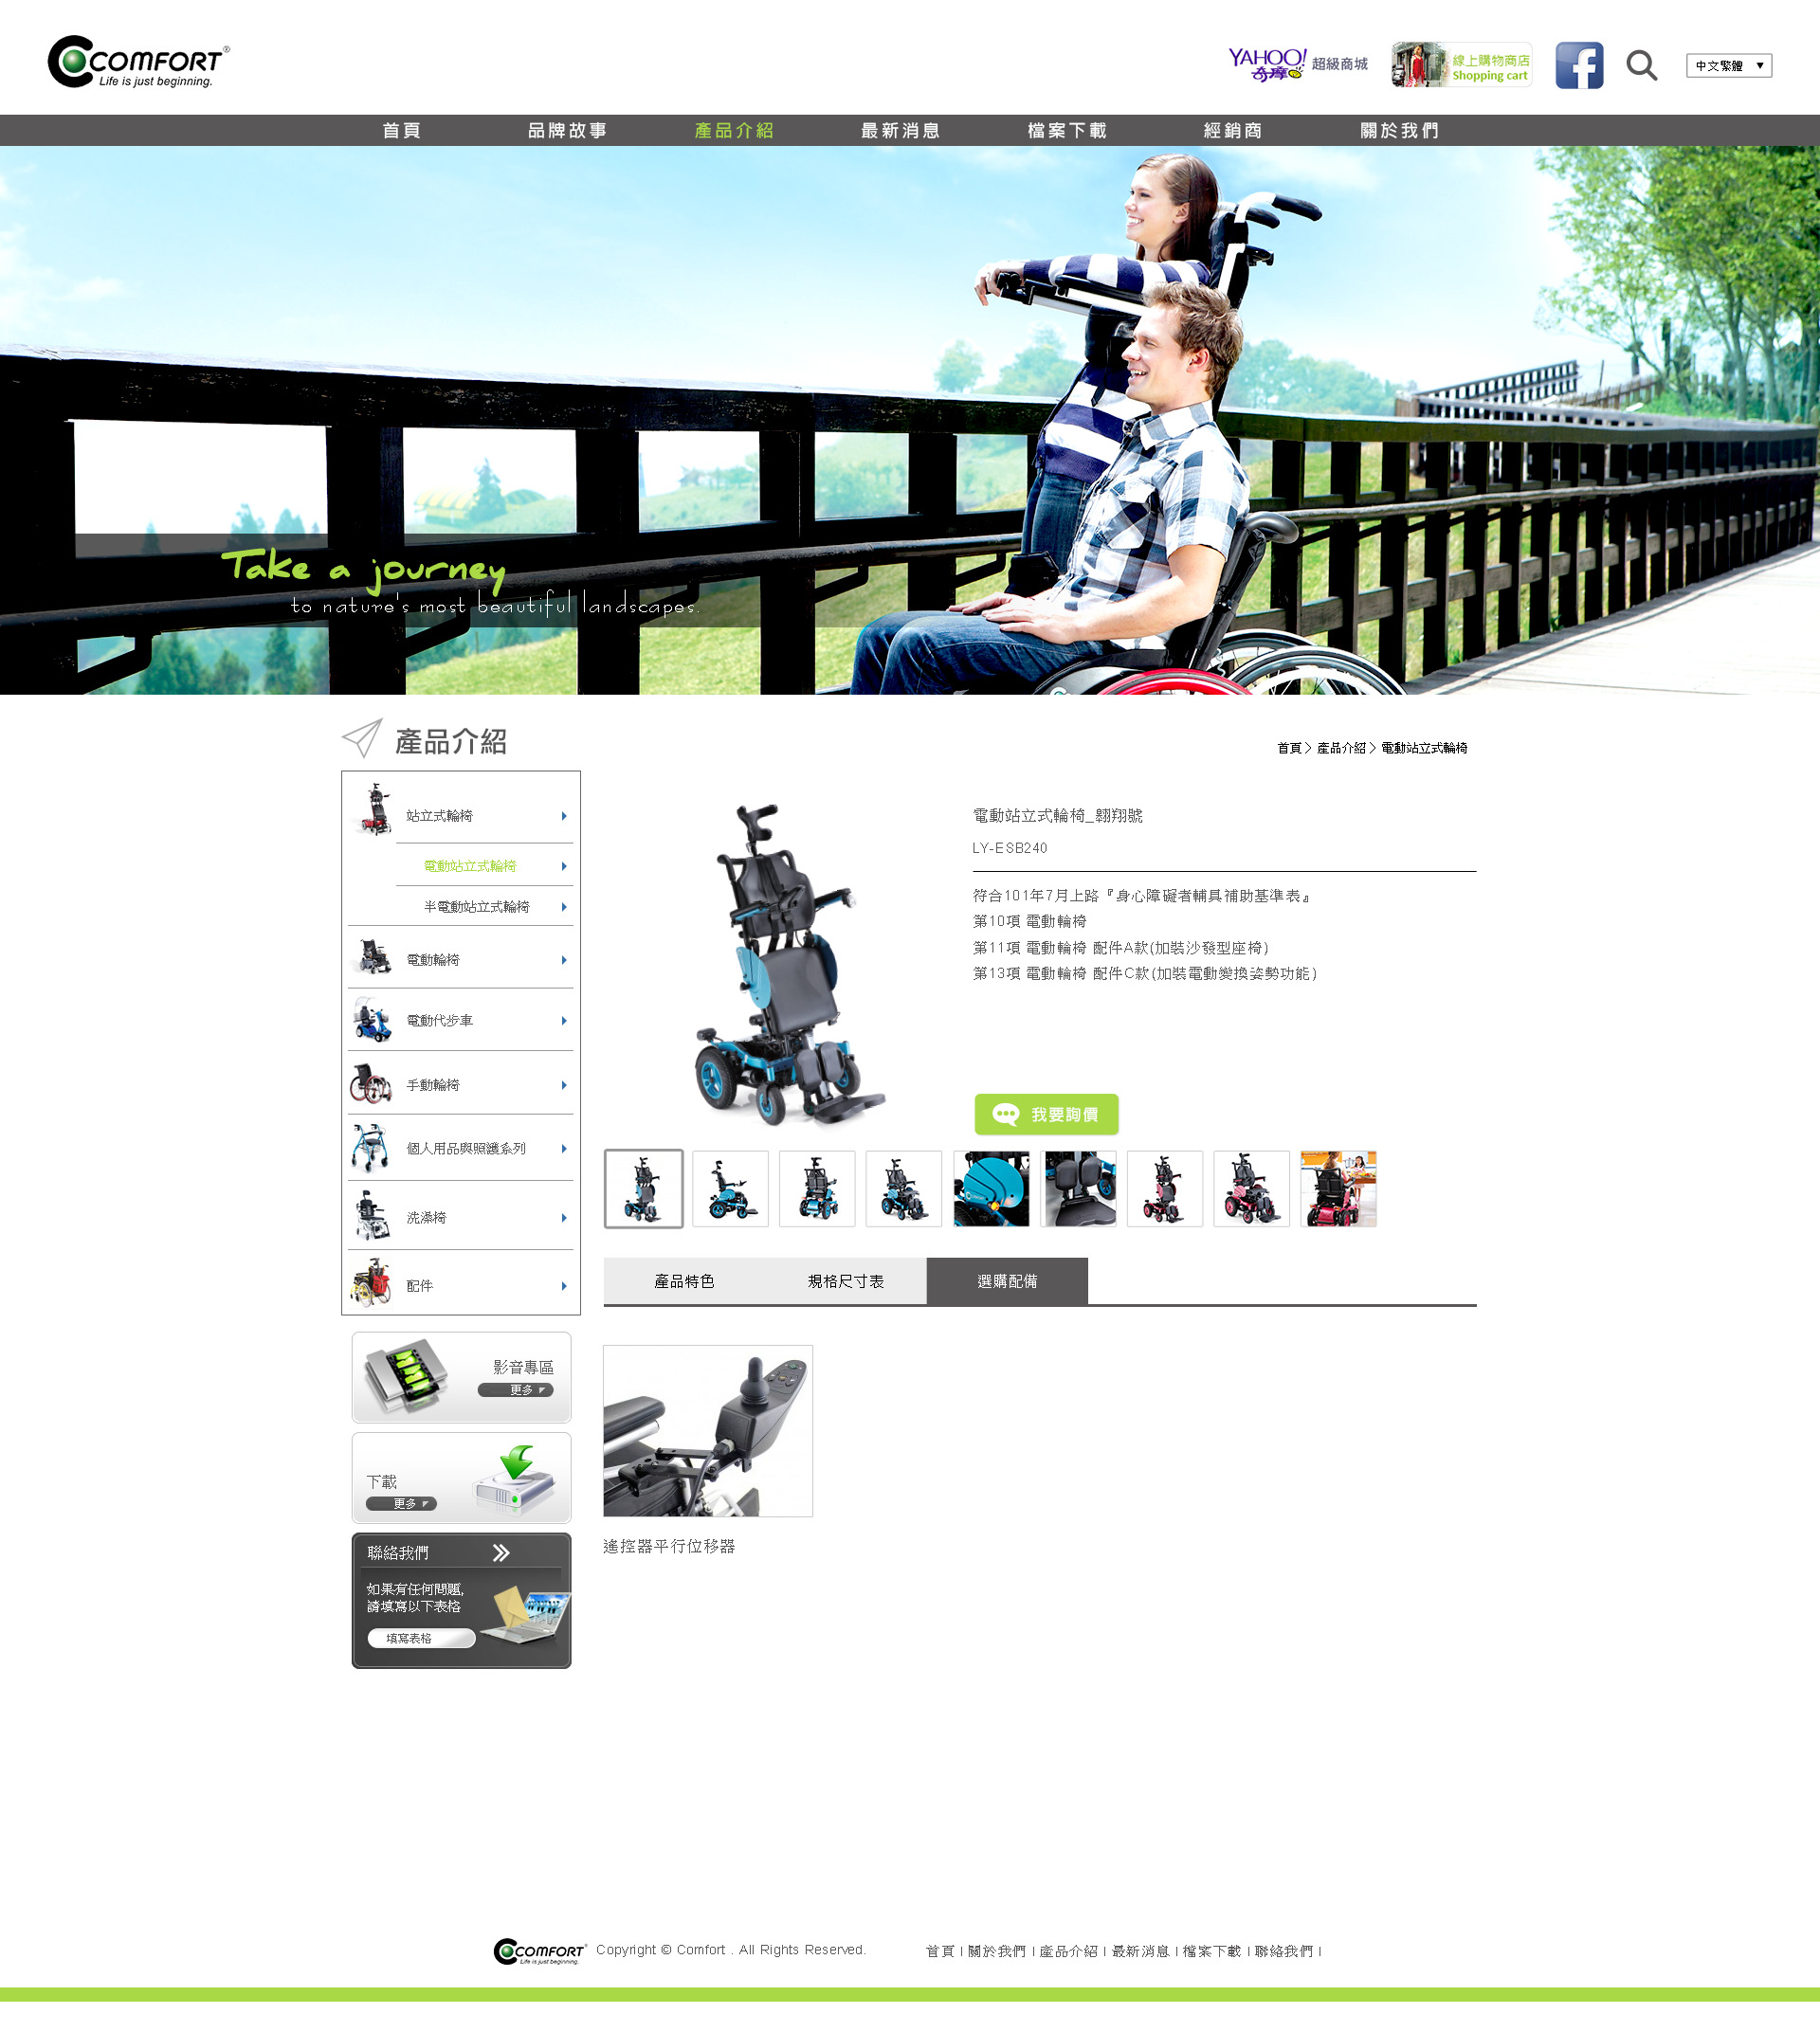 COMFORT®
Life is just beginning.
YAHOO!
奇摩
超級商城
線上購物商店
Shopping cart
中文繁體
首頁
品牌故事
產品介紹
最新消息
檔案下載
經銷商
關於我們
Take a journey
to nature's most beautiful landscapes.
產品介紹
首頁 > 產品介紹 > 電動站立式輪椅
站立式輪椅
電動站立式輪椅
半電動站立式輪椅
電動輪椅
電動代步車
手動輪椅
個人用品與照護系列
洗澡椅
配件
影音專區
更多
下載
更多
聯絡我們
如果有任何問題,
請填寫以下表格
填寫表格
電動站立式輪椅_翱翔號
LY-ESB240
符合101年7月上路『身心障礙者輔具補助基準表』
第10項 電動輪椅
第11項 電動輪椅 配件A款(加裝沙發型座椅)
第13項 電動輪椅 配件C款(加裝電動變換姿勢功能)
我要詢價
產品特色
規格尺寸表
選購配備
遙控器平行位移器
COMFORT®
Life is just beginning.
Copyright © Comfort . All Rights Reserved.
首頁 | 關於我們 | 產品介紹 | 最新消息 | 檔案下載 | 聯絡我們 |